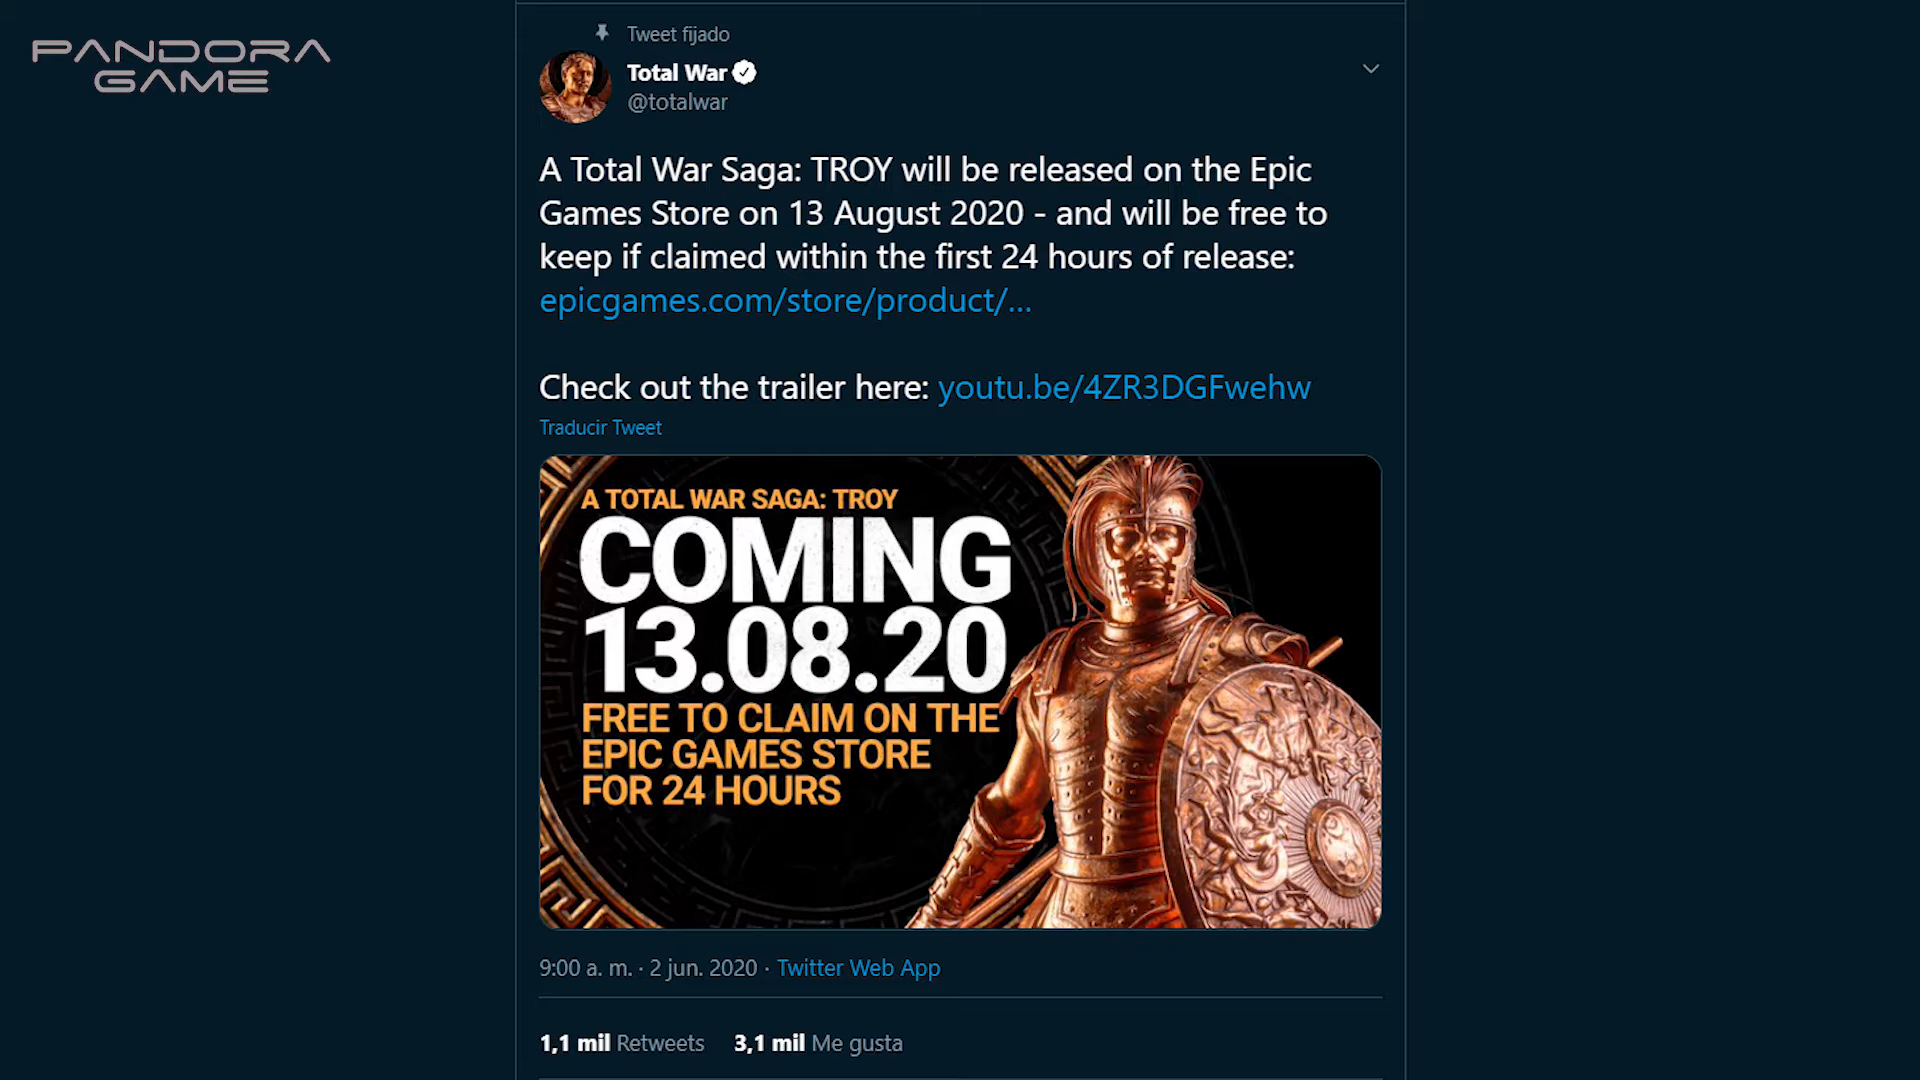 PANDORA
GAME
Tweet fijado
Total War
@totalwar
A Total War Saga: TROY will be released on the Epic
Games Store on 13 August 2020 - and will be free to
keep if claimed within the first 24 hours of release:
epicgames.com/store/product/...
Check out the trailer here: youtu.be/4ZR3DGFwehw
Traducir Tweet
A TOTAL WAR SAGA: TROY
COMING
13.08.20
FREE TO CLAIM ON THE
EPIC GAMES STORE
FOR 24 HOURS
9:00 a. m. · 2 jun. 2020 · Twitter Web App
1,1 mil Retweets 3,1 mil Me gusta